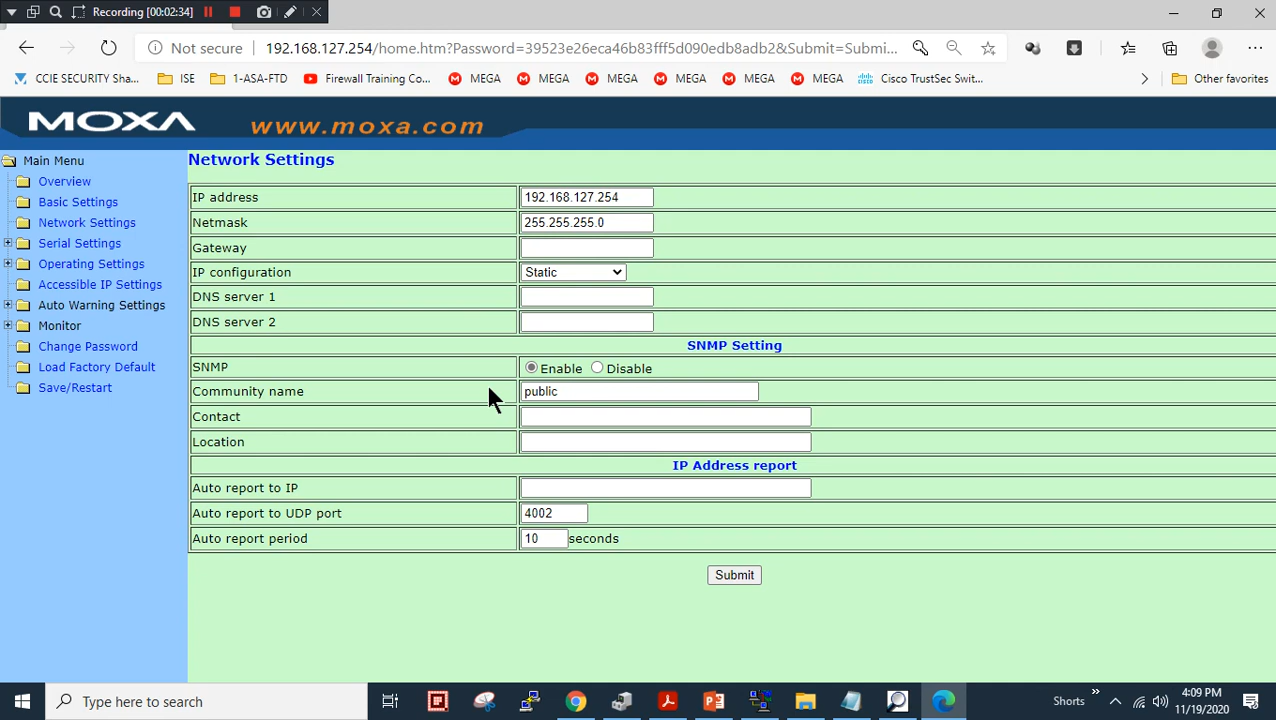 Recording [00:02:34]
Not secure 192.168.127.254/home.htm?Password=39523e26eca46b83fff5d090edb8adb2&Submit=Submi...
CCIE SECURITY Sha... ISE 1-ASA-FTD Firewall Training Co... MEGA MEGA MEGA MEGA MEGA MEGA Cisco TrustSec Swit... Other favorites
MOXA www.moxa.com
Main Menu
Overview
Basic Settings
Network Settings
Serial Settings
Operating Settings
Accessible IP Settings
Auto Warning Settings
Monitor
Change Password
Load Factory Default
Save/Restart
Network Settings
IP address 192.168.127.254
Netmask 255.255.255.0
Gateway
IP configuration Static
DNS server 1
DNS server 2
SNMP Setting
SNMP Enable Disable
Community name public
Contact
Location
IP Address report
Auto report to IP
Auto report to UDP port 4002
Auto report period 10 seconds
Submit
Type here to search
Shorts
4:09 PM
11/19/2020